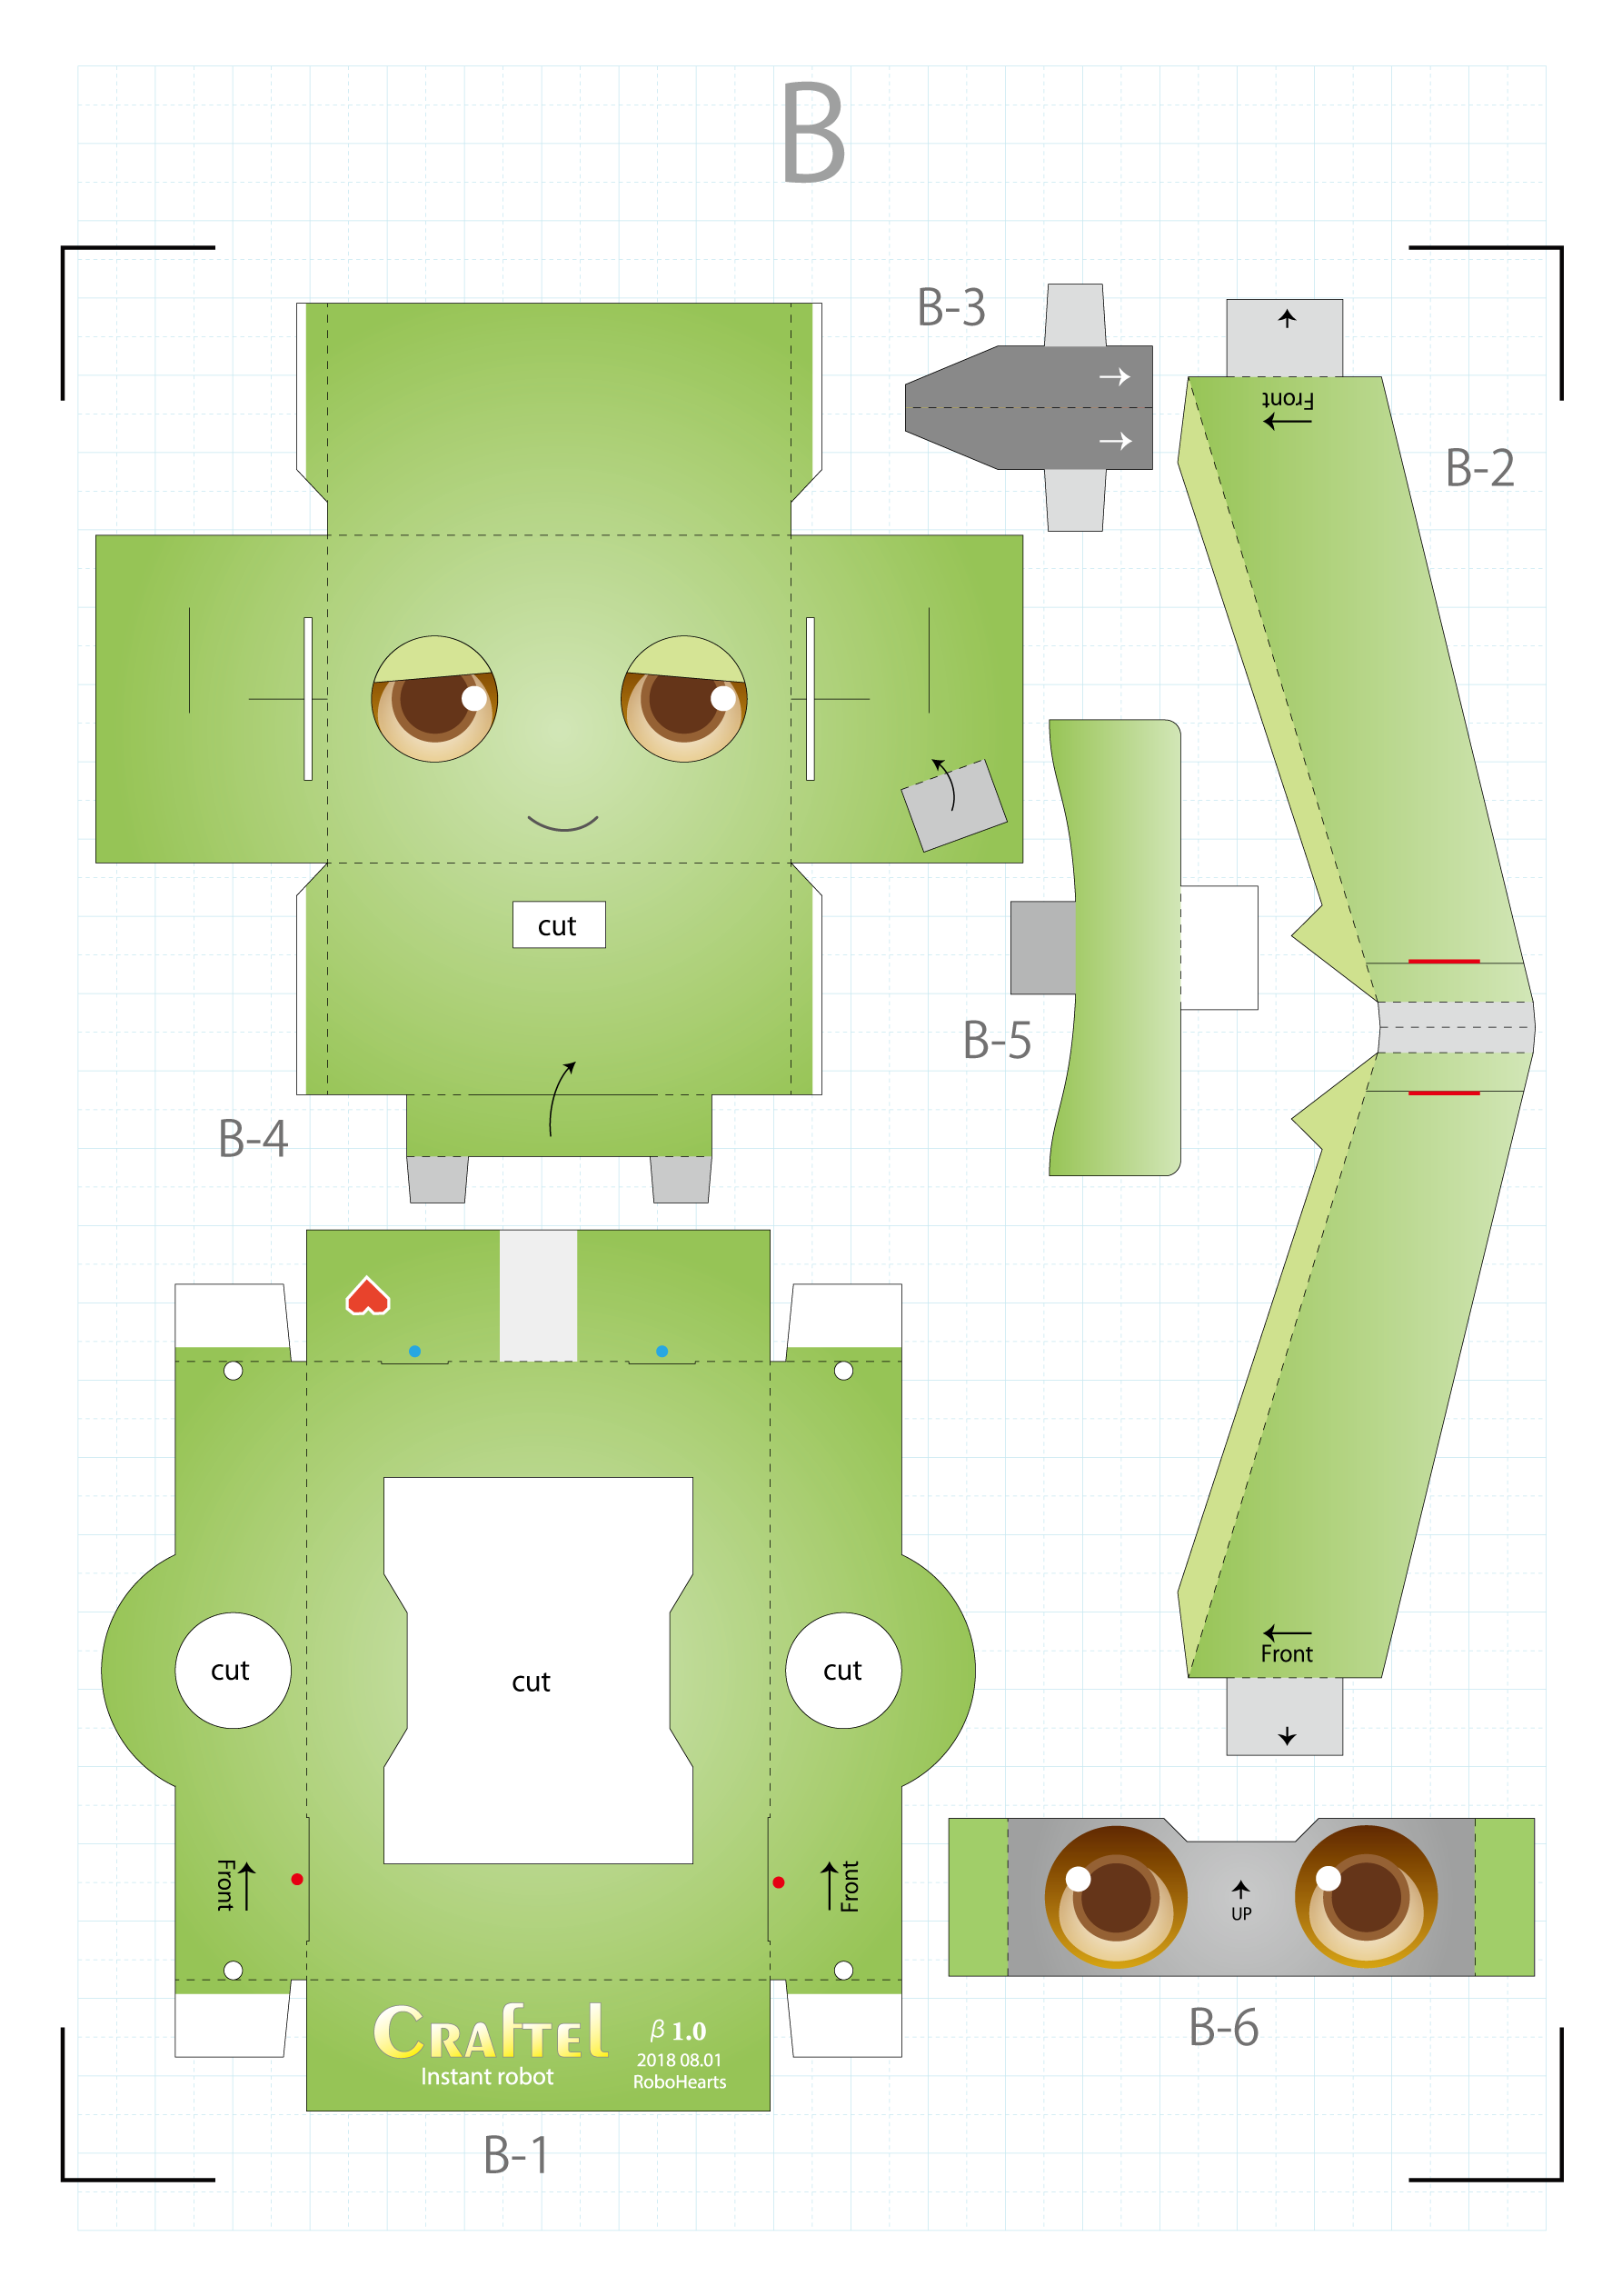 B
B-3
Front
B-2
cut
B-5
B-4
cut
cut
cut
Front
Front
UP
Front
CRAFTEL
Instant robot
β 1.0
2018 08.01
RoboHearts
B-6
B-1